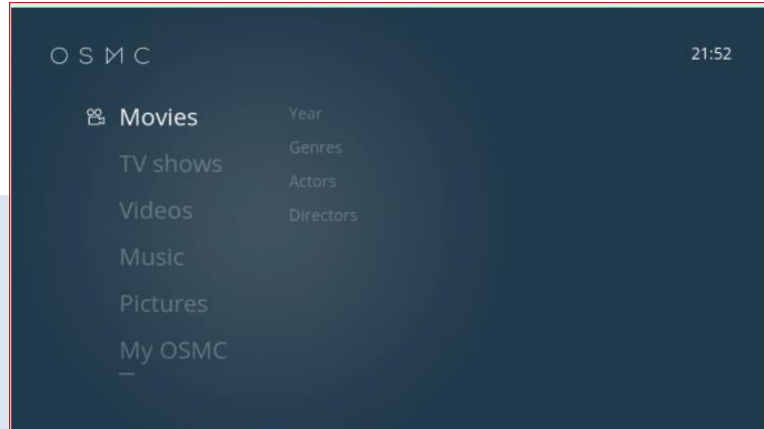 OSMC
21:52
Movies
TV shows
Videos
Music
Pictures
My OSMC
Year
Genres
Actors
Directors